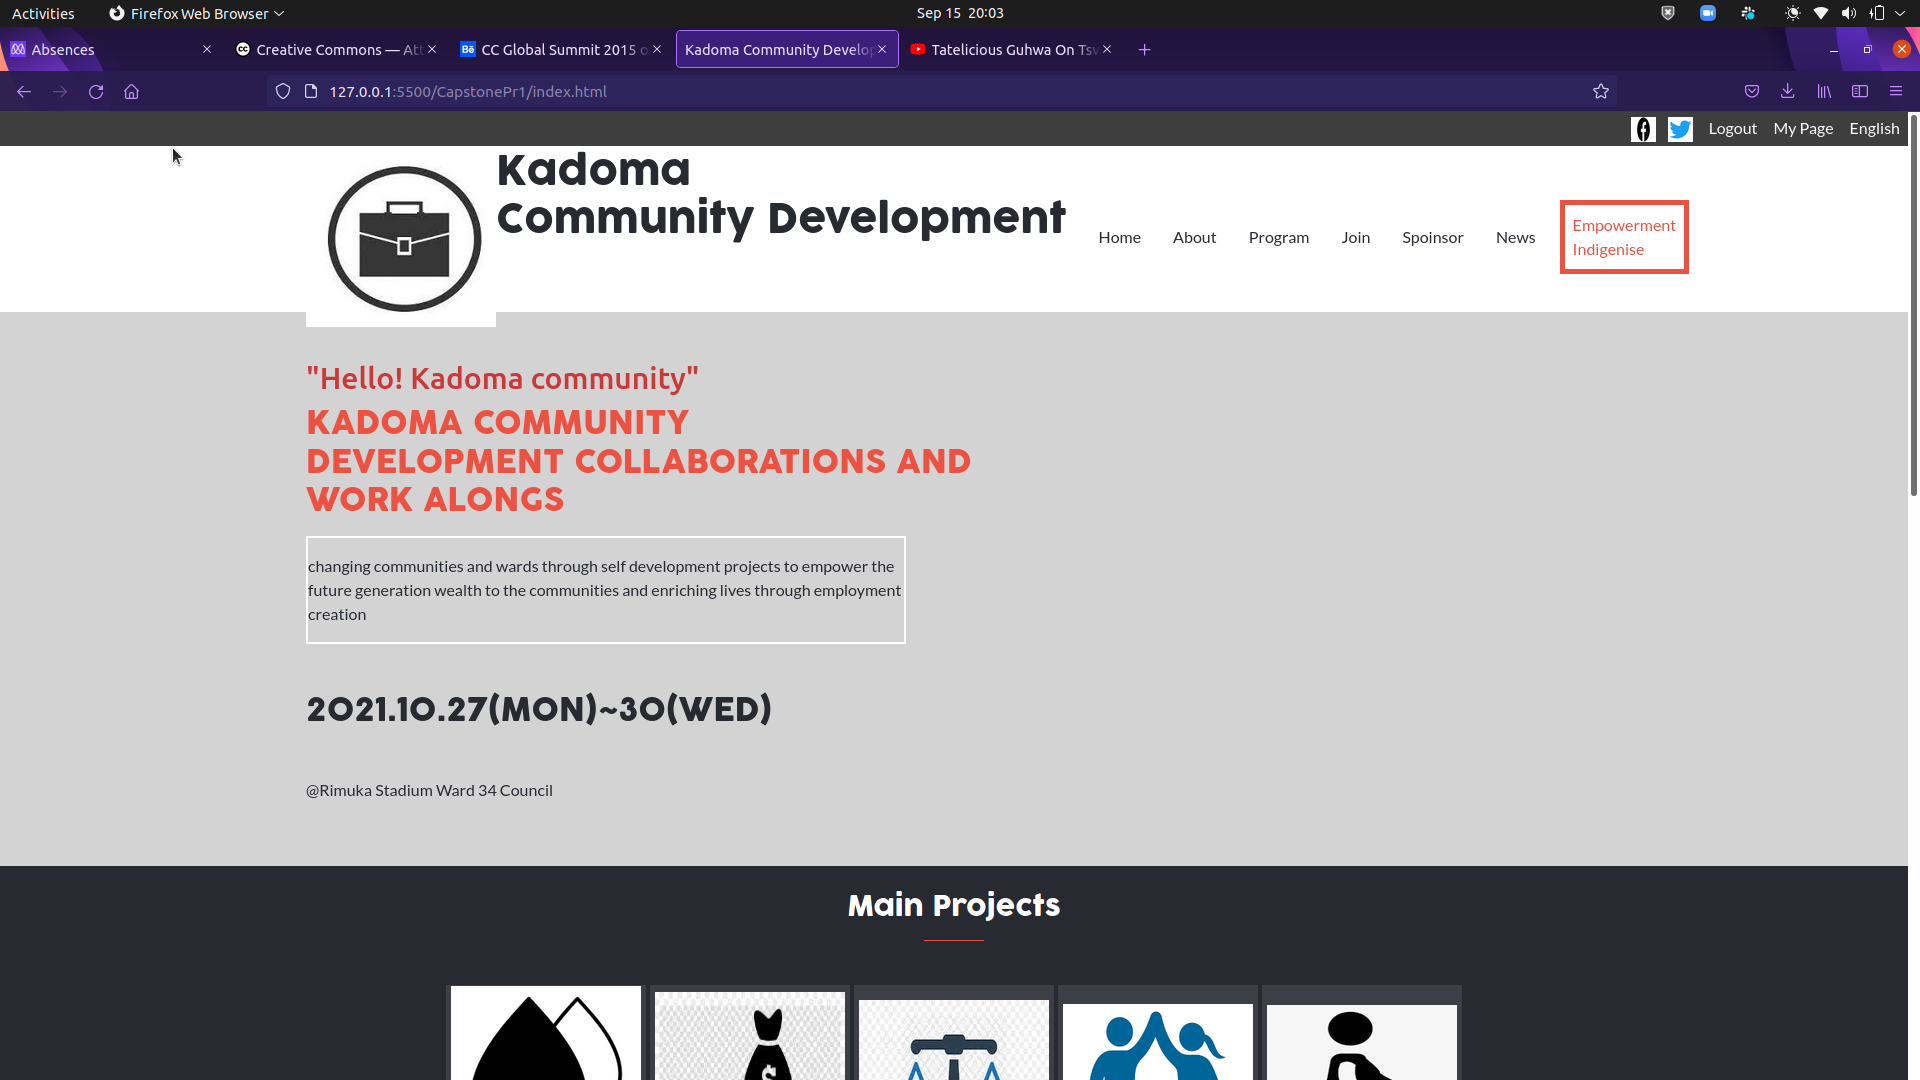 Activities
Firefox Web Browser
Sep 15 20:03
Absences
Creative Commons — Att
CC Global Summit 2015 o
Kadoma Community Develop
Tatelicious Guhwa On Tsv
127.0.0.1:5500/CapstonePr1/index.html
Logout
My Page
English
Kadoma
Community Development
Home
About
Program
Join
Spoinsor
News
Empowerment
Indigenise
"Hello! Kadoma community"
KADOMA COMMUNITY
DEVELOPMENT COLLABORATIONS AND
WORK ALONGS
changing communities and wards through self development projects to empower the
future generation wealth to the communities and enriching lives through employment
creation
2021.10.27(MON)~30(WED)
@Rimuka Stadium Ward 34 Council
Main Projects
$